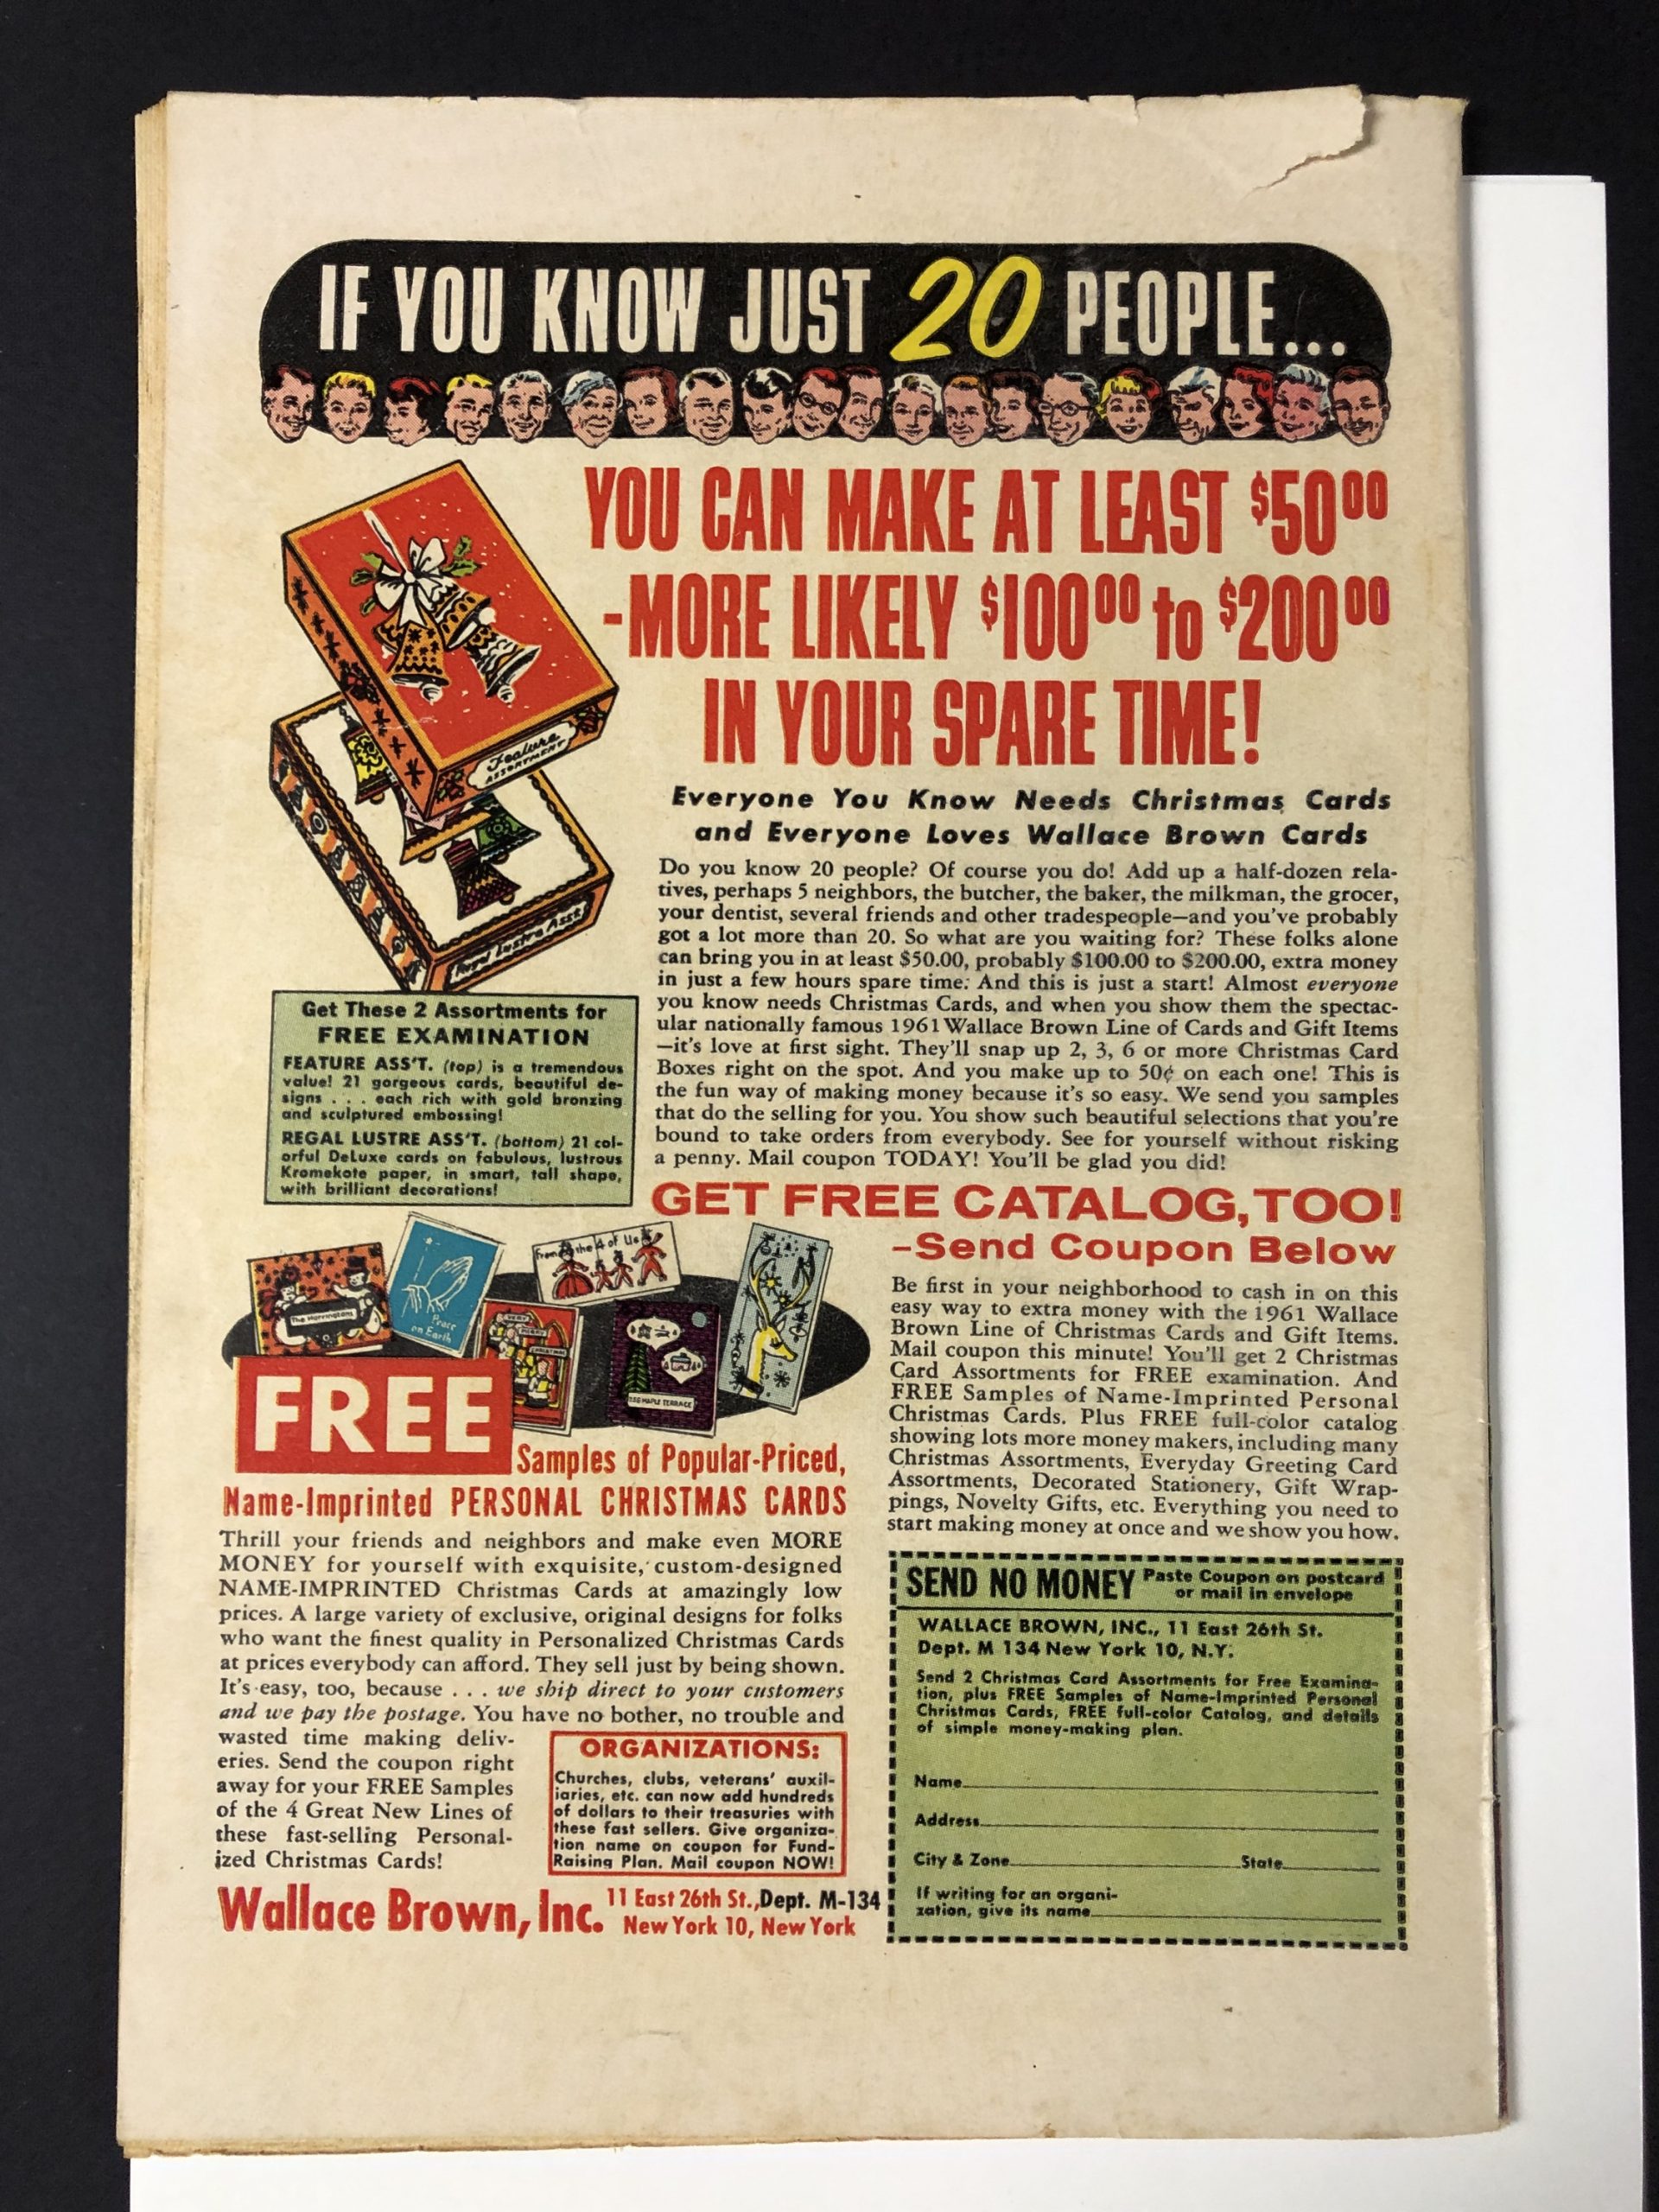 IF YOU KNOW JUST 20 PEOPLE...
YOU CAN MAKE AT LEAST $50.00
-MORE LIKELY $100.00 to $200.00
IN YOUR SPARE TIME!
Feature
ASSORTMENT
Regal Lustre Asst
Everyone You Know Needs Christmas Cards
and Everyone Loves Wallace Brown Cards
Do you know 20 people? Of course you do! Add up a half-dozen rela-
tives, perhaps 5 neighbors, the butcher, the baker, the milkman, the grocer,
your dentist, several friends and other tradespeople—and you've probably
got a lot more than 20. So what are you waiting for? These folks alone
can bring you in at least $50.00, probably $100.00 to $200.00, extra money
in just a few hours spare time. And this is just a start! Almost everyone
you know needs Christmas Cards, and when you show them the spectac-
ular nationally famous 1961 Wallace Brown Line of Cards and Gift Items
—it's love at first sight. They'll snap up 2, 3, 6 or more Christmas Card
Boxes right on the spot. And you make up to 50¢ on each one! This is
the fun way of making money because it's so easy. We send you samples
that do the selling for you. You show such beautiful selections that you're
bound to take orders from everybody. See for yourself without risking
a penny. Mail coupon TODAY! You'll be glad you did!
Get These 2 Assortments for
FREE EXAMINATION
FEATURE ASS'T. (top) is a tremendous
value! 21 gorgeous cards, beautiful de-
signs . . . each rich with gold bronzing
and sculptured embossing!
REGAL LUSTRE ASS'T. (bottom) 21 col-
orful DeLuxe cards on fabulous, lustrous
Kromekote paper, in smart, tall shape,
with brilliant decorations!
GET FREE CATALOG, TOO!
–Send Coupon Below
Be first in your neighborhood to cash in on this
easy way to extra money with the 1961 Wallace
Brown Line of Christmas Cards and Gift Items.
Mail coupon this minute! You'll get 2 Christmas
Card Assortments for FREE examination. And
FREE Samples of Name-Imprinted Personal
Christmas Cards. Plus FREE full-color catalog
showing lots more money makers, including many
Christmas Assortments, Everyday Greeting Card
Assortments, Decorated Stationery, Gift Wrap-
pings, Novelty Gifts, etc. Everything you need to
start making money at once and we show you how.
The Harringtons
Peace
on Earth
From the 4 of Us
VERY
MERRY
CHRISTMAS
256 MAPLE TERRACE
FREE
Samples of Popular-Priced,
Name-Imprinted PERSONAL CHRISTMAS CARDS
Thrill your friends and neighbors and make even MORE
MONEY for yourself with exquisite, custom-designed
NAME-IMPRINTED Christmas Cards at amazingly low
prices. A large variety of exclusive, original designs for folks
who want the finest quality in Personalized Christmas Cards
at prices everybody can afford. They sell just by being shown.
It's easy, too, because . . . we ship direct to your customers
and we pay the postage. You have no bother, no trouble and
wasted time making deliv-
eries. Send the coupon right
away for your FREE Samples
of the 4 Great New Lines of
these fast-selling Personal-
ized Christmas Cards!
ORGANIZATIONS:
Churches, clubs, veterans' auxil-
iaries, etc. can now add hundreds
of dollars to their treasuries with
these fast sellers. Give organiza-
tion name on coupon for Fund-
Raising Plan. Mail coupon NOW!
Wallace Brown, Inc. 11 East 26th St., Dept. M-134
New York 10, New York
SEND NO MONEY Paste Coupon on postcard
or mail in envelope
WALLACE BROWN, INC., 11 East 26th St.
Dept. M 134 New York 10, N.Y.
Send 2 Christmas Card Assortments for Free Examina-
tion, plus FREE Samples of Name-Imprinted Personal
Christmas Cards, FREE full-color Catalog, and details
of simple money-making plan.
Name
Address
City & Zone State
If writing for an organi-
zation, give its name